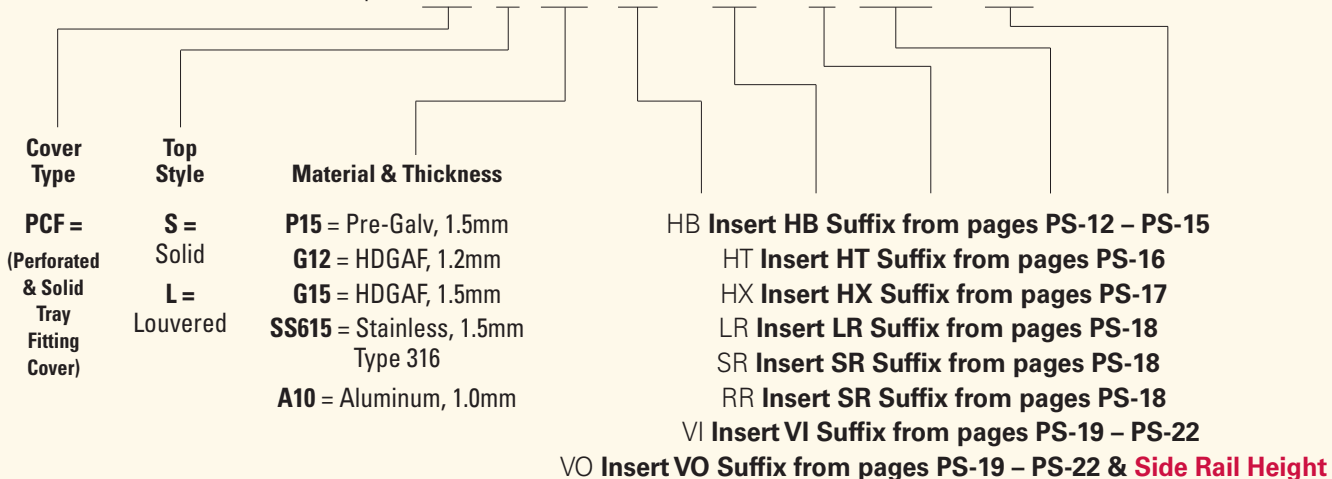 Cover
Type
PCF =
(Perforated
& Solid
Tray
Fitting
Cover)
Top
Style
S =
Solid
L =
Louvered
Material & Thickness
P15 = Pre-Galv, 1.5mm
G12 = HDGAF, 1.2mm
G15 = HDGAF, 1.5mm
SS615 = Stainless, 1.5mm
Type 316
A10 = Aluminum, 1.0mm
HB Insert HB Suffix from pages PS-12 – PS-15
HT Insert HT Suffix from pages PS-16
HX Insert HX Suffix from pages PS-17
LR Insert LR Suffix from pages PS-18
SR Insert SR Suffix from pages PS-18
RR Insert SR Suffix from pages PS-18
VI Insert VI Suffix from pages PS-19 – PS-22
VO Insert VO Suffix from pages PS-19 – PS-22 & Side Rail Height